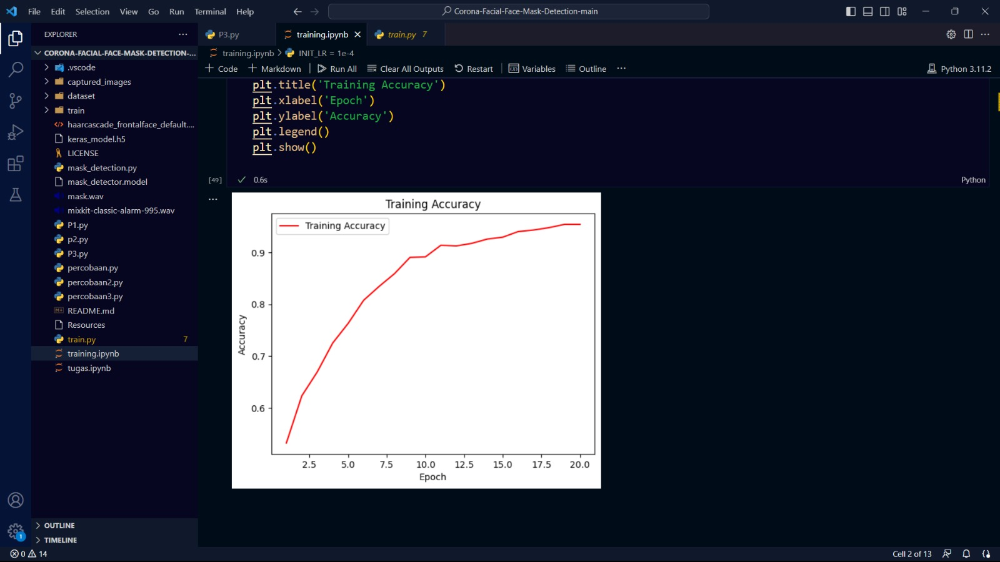 File Edit Selection View Go Run Terminal Help
Corona-Facial-Face-Mask-Detection-main
EXPLORER
P3.py
training.ipynb
train.py 7
CORONA-FACIAL-FACE-MASK-DETECTION-...
training.ipynb > INIT_LR = 1e-4
Code Markdown Run All Clear All Outputs Restart Variables Outline
Python 3.11.2
.vscode
captured_images
dataset
train
haarcascade_frontalface_default....
keras_model.h5
LICENSE
mask_detection.py
mask_detector.model
mask.wav
mixkit-classic-alarm-995.wav
P1.py
p2.py
P3.py
percobaan.py
percobaan2.py
percobaan3.py
README.md
Resources
train.py 7
training.ipynb
tugas.ipynb
OUTLINE
TIMELINE
plt.title('Training Accuracy')
plt.xlabel('Epoch')
plt.ylabel('Accuracy')
plt.legend()
plt.show()
[49] 0.6s
Python
Training Accuracy
Training Accuracy
Accuracy
0.9
0.8
0.7
0.6
2.5 5.0 7.5 10.0 12.5 15.0 17.5 20.0
Epoch
1
0 14
Cell 2 of 13